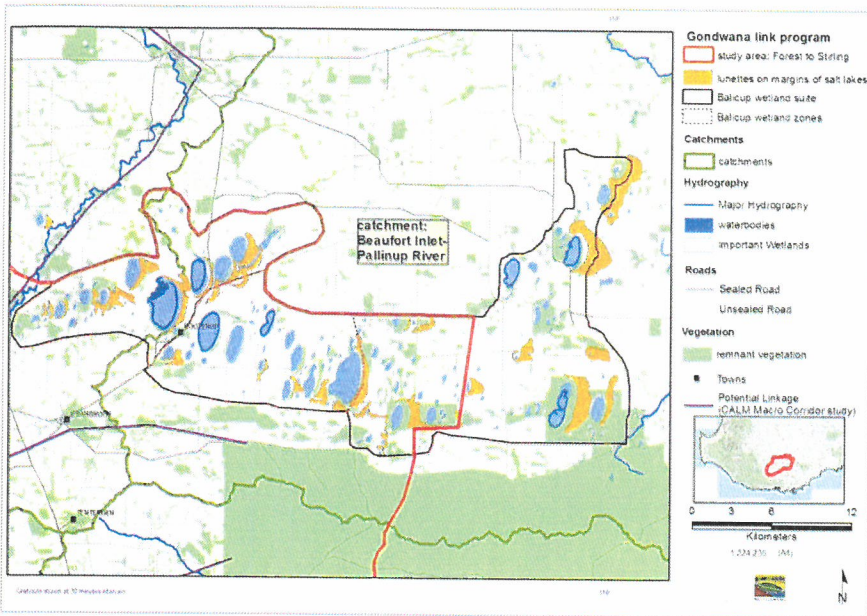 Gondwana link program
study area: Forest to Stirling
lunettes on margins of salt lakes
Balicup wetland suite
Balicup wetland zones
Catchments
catchments
Hydrography
Major Hydrography
waterbodies
Important Wetlands
Roads
Sealed Road
Unsealed Road
Vegetation
remnant vegetation
Towns
Potential Linkage
(CALM Macro Corridor study)
catchment:
Beaufort Inlet-
Pallinup River
0 3 6 12
Kilometers
(A4)
N